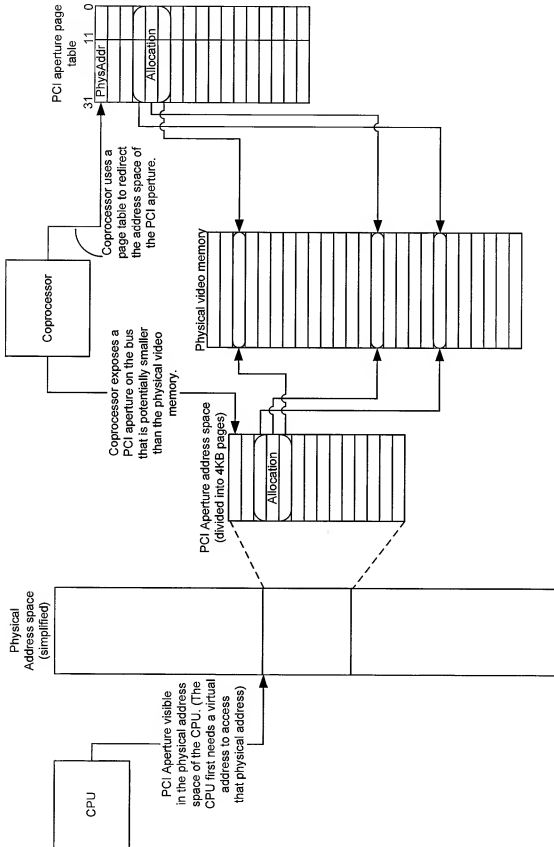 CPU
PCI Aperture visible
in the physical address
space of the CPU. (The
CPU first needs a virtual
address to access
that physical address)
Physical
Address space
(simplified)
Coprocessor
Coprocessor exposes a
PCI aperture on the bus
that is potentially smaller
than the physical video
memory.
Coprocessor uses a
page table to redirect
the address space of
the PCI aperture.
PCI Aperture address space
(divided into 4KB pages)
Allocation
Physical video memory
PCI aperture page
table
31
11
0
PhysAddr
Allocation